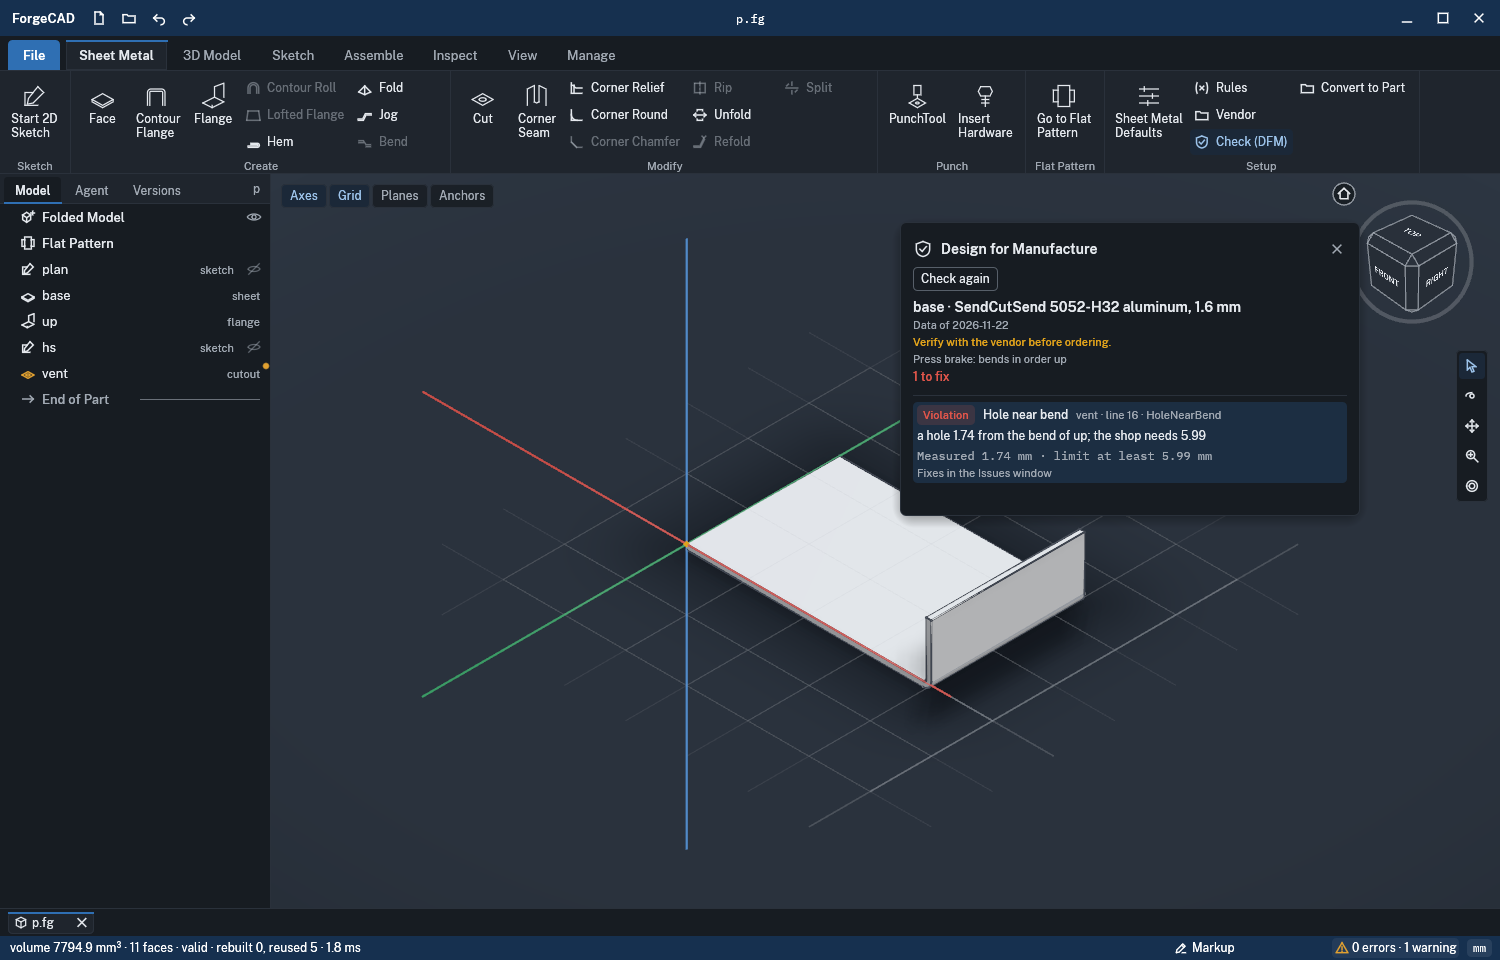 ForgeCAD
p.fg
File
Sheet Metal
3D Model
Sketch
Assemble
Inspect
View
Manage
Start 2D
Sketch
Sketch
Face
Contour
Flange
Flange
Contour Roll
Lofted Flange
Hem
Fold
Jog
Bend
Create
Cut
Corner
Seam
Corner Relief
Corner Round
Corner Chamfer
Rip
Unfold
Refold
Split
Modify
PunchTool
Insert
Hardware
Punch
Go to Flat
Pattern
Flat Pattern
Sheet Metal
Defaults
Rules
Vendor
Check (DFM)
Convert to Part
Setup
Model
Agent
Versions
p
Folded Model
Flat Pattern
plan sketch
base sheet
up flange
hs sketch
vent cutout
End of Part
Axes
Grid
Planes
Anchors
TOP
FRONT
RIGHT
Design for Manufacture
Check again
base · SendCutSend 5052-H32 aluminum, 1.6 mm
Data of 2026-11-22
Verify with the vendor before ordering.
Press brake: bends in order up
1 to fix
Violation Hole near bend vent · line 16 · HoleNearBend
a hole 1.74 from the bend of up; the shop needs 5.99
Measured 1.74 mm · limit at least 5.99 mm
Fixes in the Issues window
p.fg
volume 7794.9 mm³ · 11 faces · valid · rebuilt 0, reused 5 · 1.8 ms
Markup
0 errors · 1 warning
mm